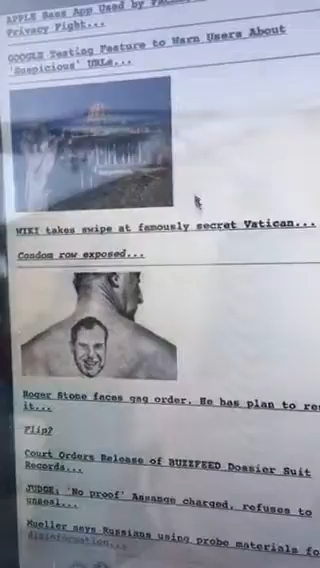 APPLE Bans App Used by
Privacy Fight...
GOOGLE Testing Feature to Warn Users About
'Suspicious' URLs...
WIKI takes swipe at famously secret Vatican...
Condom row exposed...
Roger Stone faces gag order. He has plan to
it...
Flip?
Court Orders Release of BUZZFEED Dossier Suit
Records...
JUDGE: 'No proof' Assange charged, refuses to
unseal...
Mueller says Russians using probe materials
disinformation...